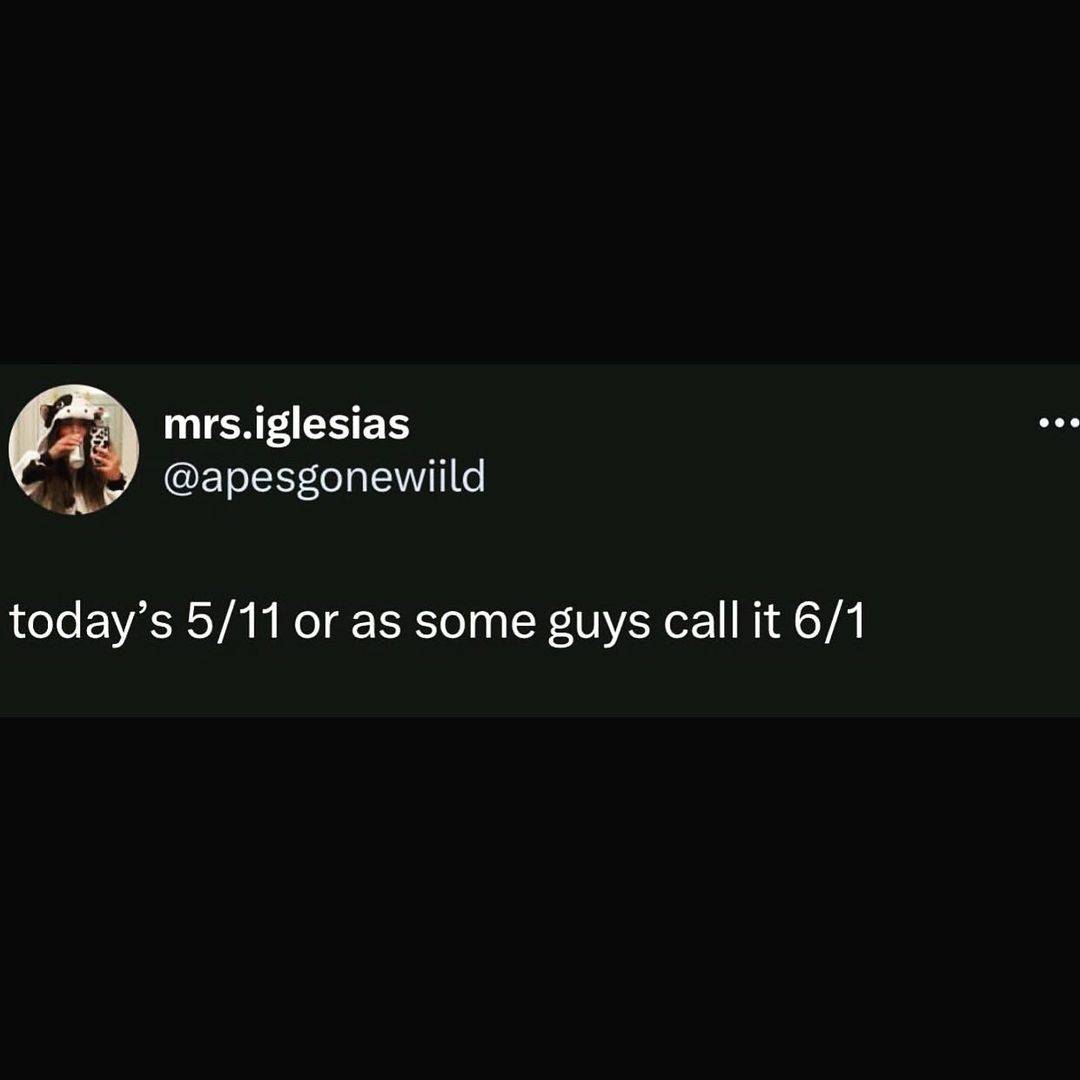 mrs.iglesias
@apesgonewiild
today’s 5/11 or as some guys call it 6/1